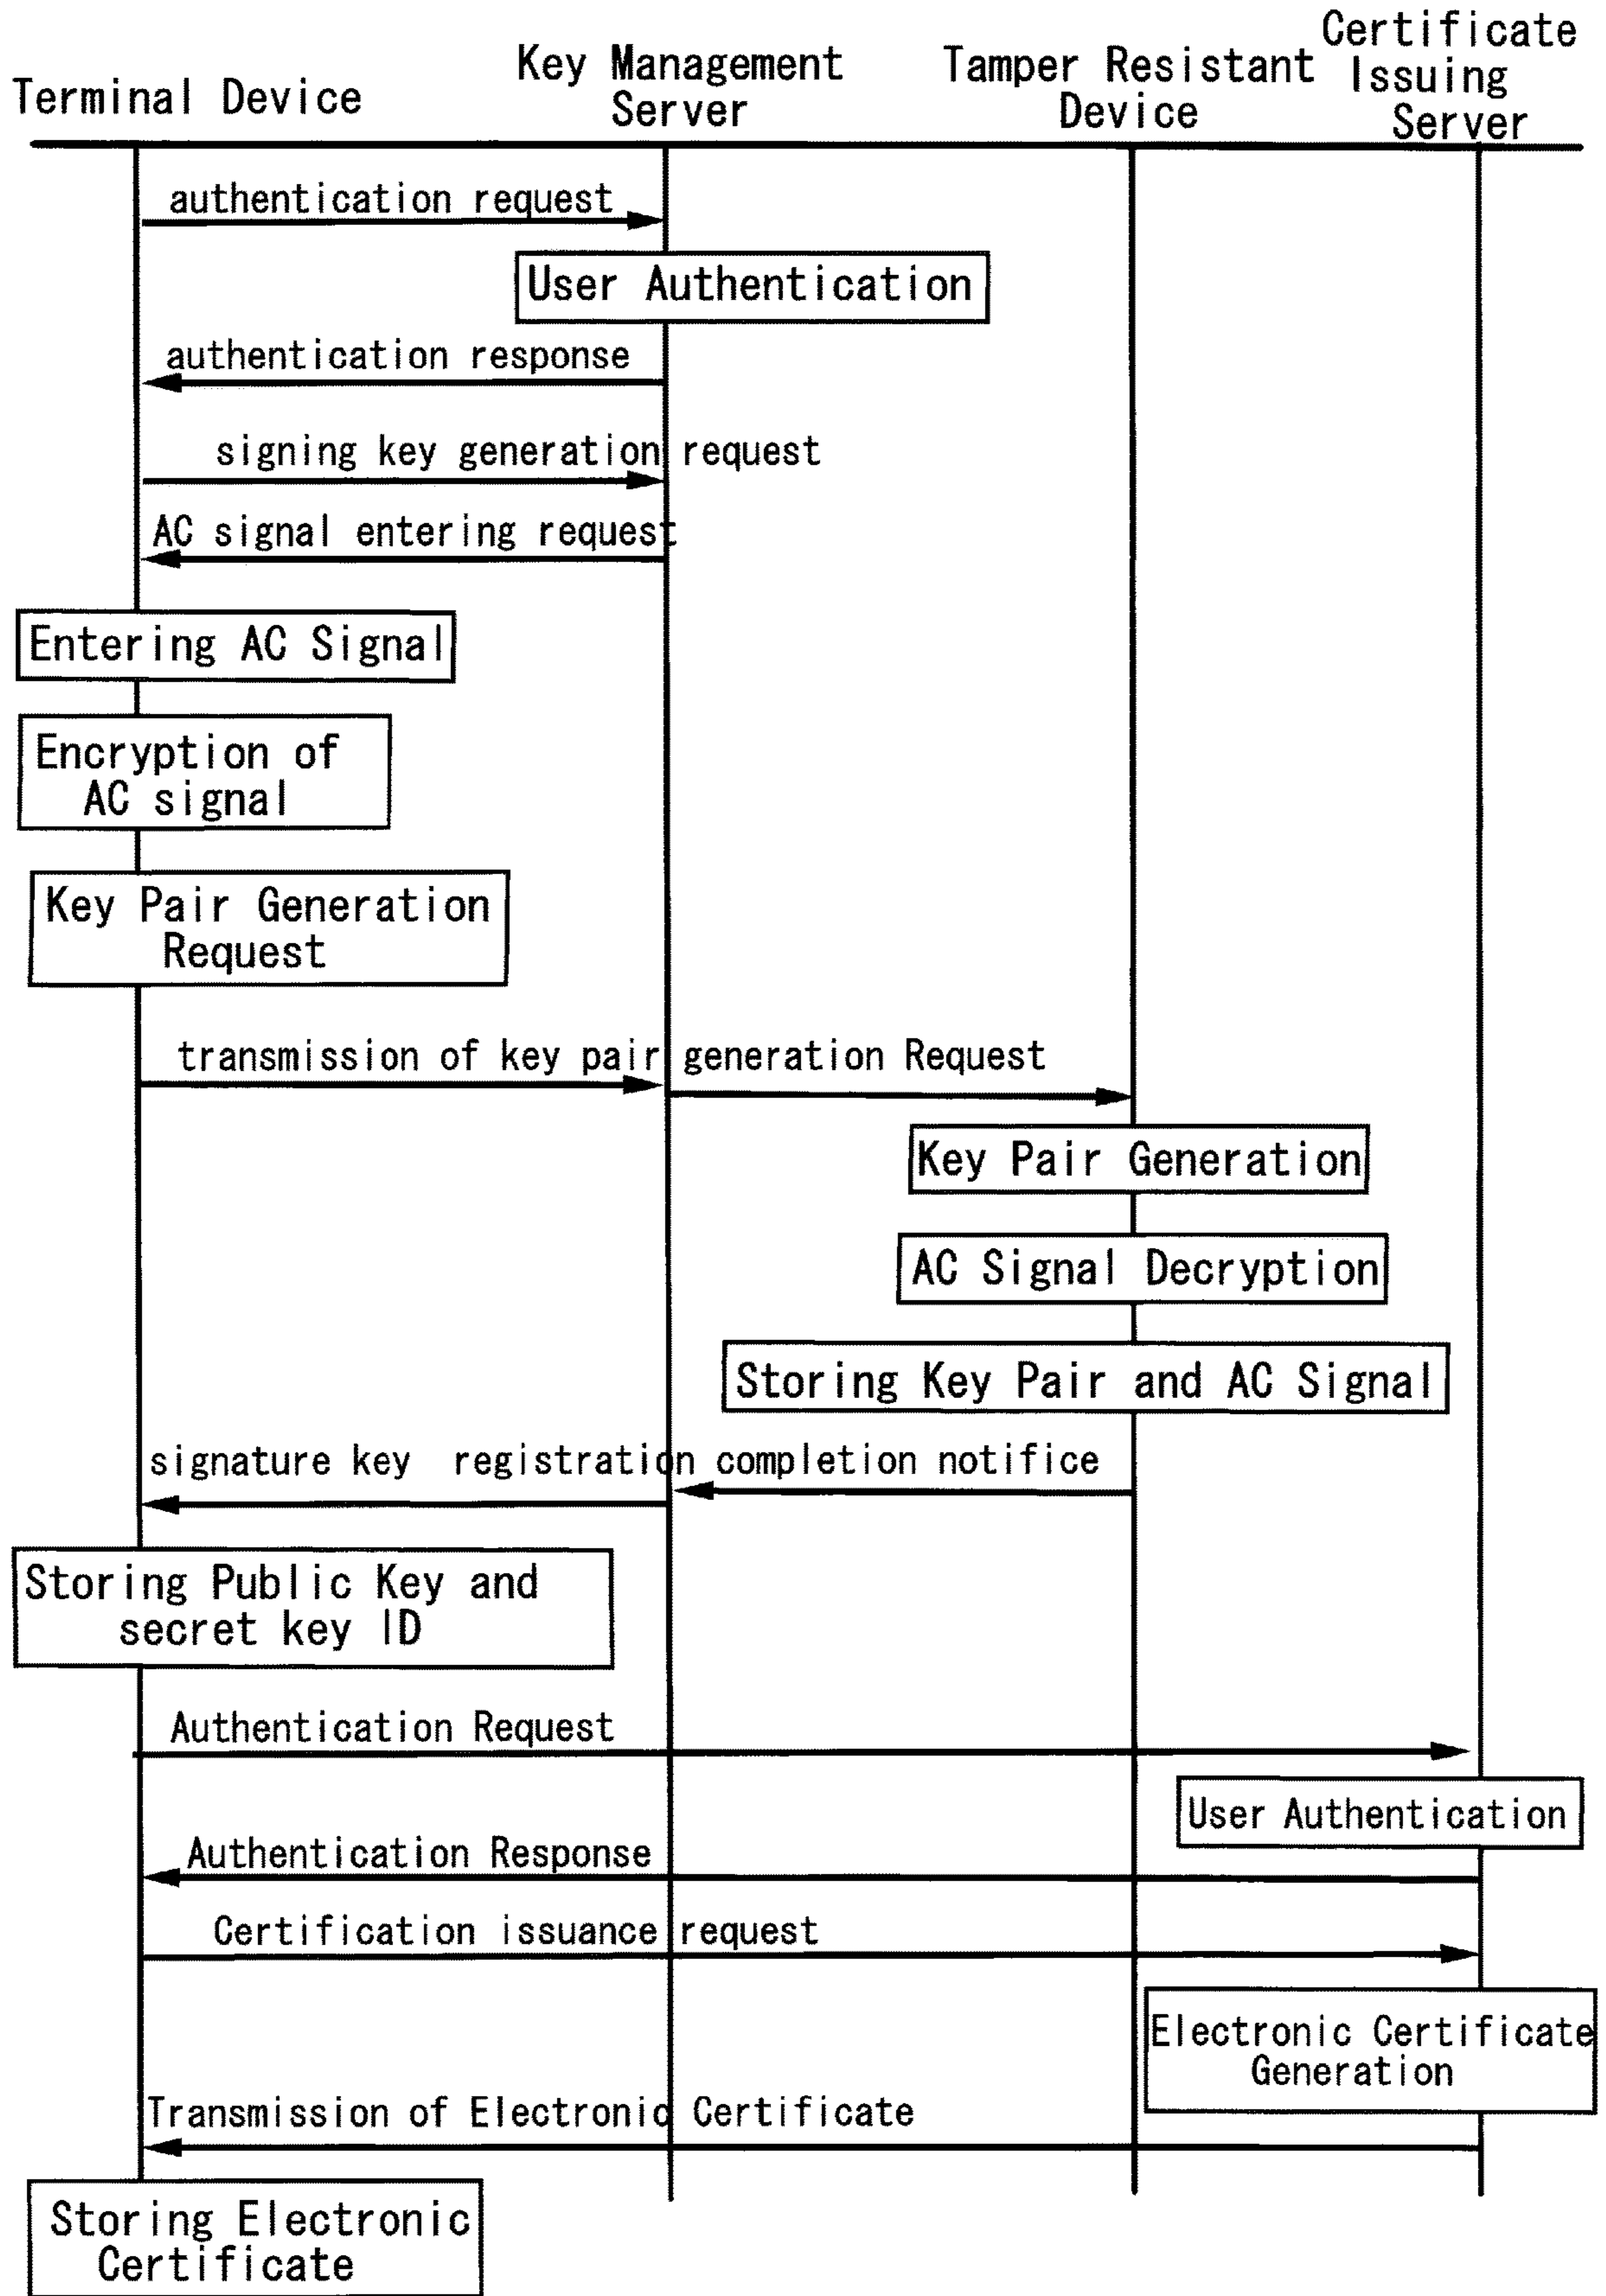 Terminal Device
Key Management
Server
Tamper Resistant
Device
Certificate
Issuing
Server
authentication request
User Authentication
authentication response
signing key generation request
AC signal entering request
Entering AC Signal
Encryption of
AC signal
Key Pair Generation
Request
transmission of key pair generation Request
Key Pair Generation
AC Signal Decryption
Storing Key Pair and AC Signal
signature key registration completion notifice
Storing Public Key and
secret key ID
Authentication Request
User Authentication
Authentication Response
Certification issuance request
Electronic Certificate
Generation
Transmission of Electronic Certificate
Storing Electronic
Certificate